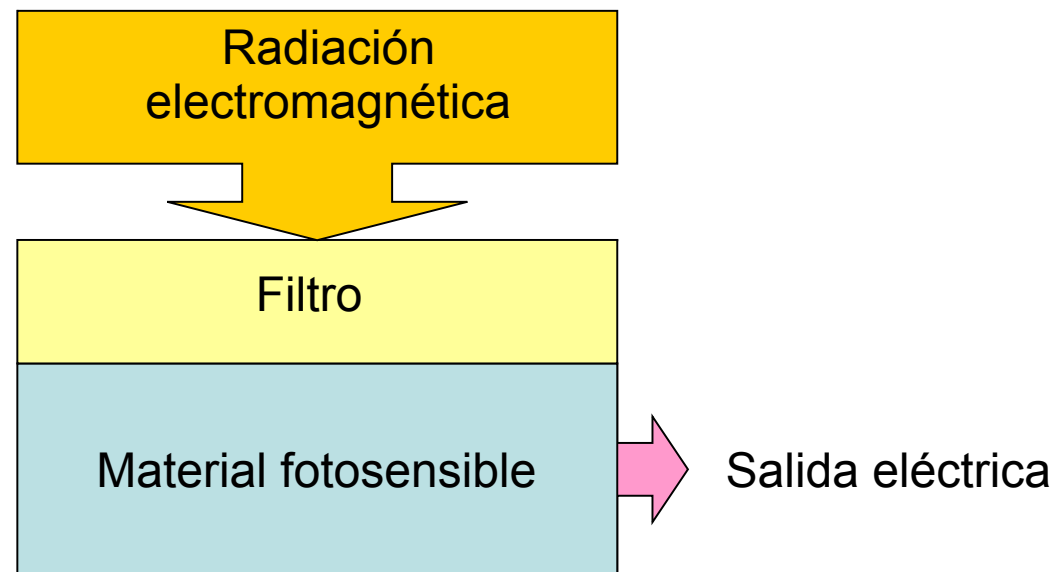 Radiación
electromagnética
Filtro
Material fotosensible
Salida eléctrica